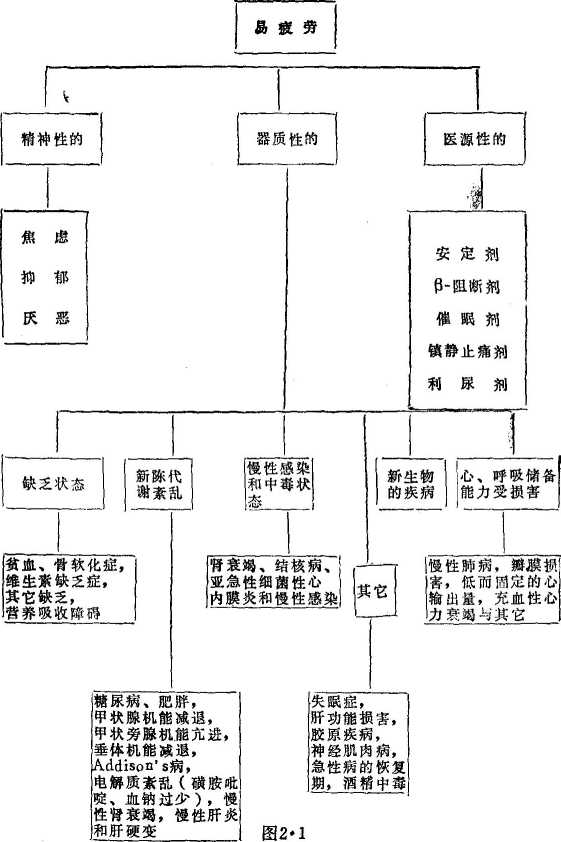 易疲劳
精神性的
器质性的
医源性的
焦虑
抑郁
厌恶
安定剂
β-阻断剂
催眠剂
镇静止痛剂
利尿剂
缺乏状态
新陈代
谢紊乱
慢性感染
和中毒状
态
新生物
的疾病
心、呼吸储备
能力受损害
贫血、骨软化症,
维生素缺乏症,
其它缺乏,
营养吸收障碍
肾衰竭、结核病、
亚急性细菌性心
内膜炎和慢性感染
其它
慢性肺病,瓣膜损
害,低而固定的心
输出量,充血性心
力衰竭与其它
糖尿病、肥胖,
甲状腺机能减退,
甲状旁腺机能亢进,
垂体机能减退,
Addison's病,
电解质紊乱(磺胺吡
啶、血钠过少),慢
性肾衰竭,慢性肝炎
和肝硬变
失眠症,
肝功能损害,
胶原疾病,
神经肌肉病,
急性病的恢复
期,酒精中毒
图2·1